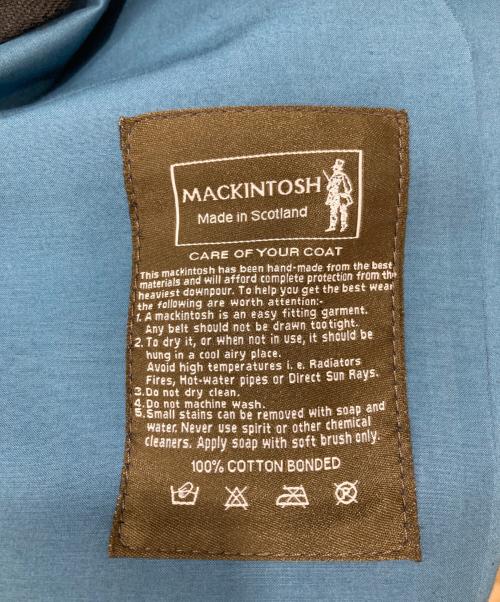 MACKINTOSH
Made in Scotland
CARE OF YOUR COAT
This mackintosh has been hand-made from the best
materials and will afford complete protection from the
heaviest downpour. To help you get the best wear
the following are worth attention:-
1. A mackintosh is an easy fitting garment.
Any belt should not be drawn too tight.
2. To dry it, or when not in use, it should be
hung in a cool airy place.
Avoid high temperatures i. e. Radiators
Fires, Hot-water pipes or Direct Sun Rays.
3. Do not dry clean.
4. Do not machine wash.
5. Small stains can be removed with soap and
water. Never use spirit or other chemical
cleaners. Apply soap with soft brush only.
100% COTTON BONDED